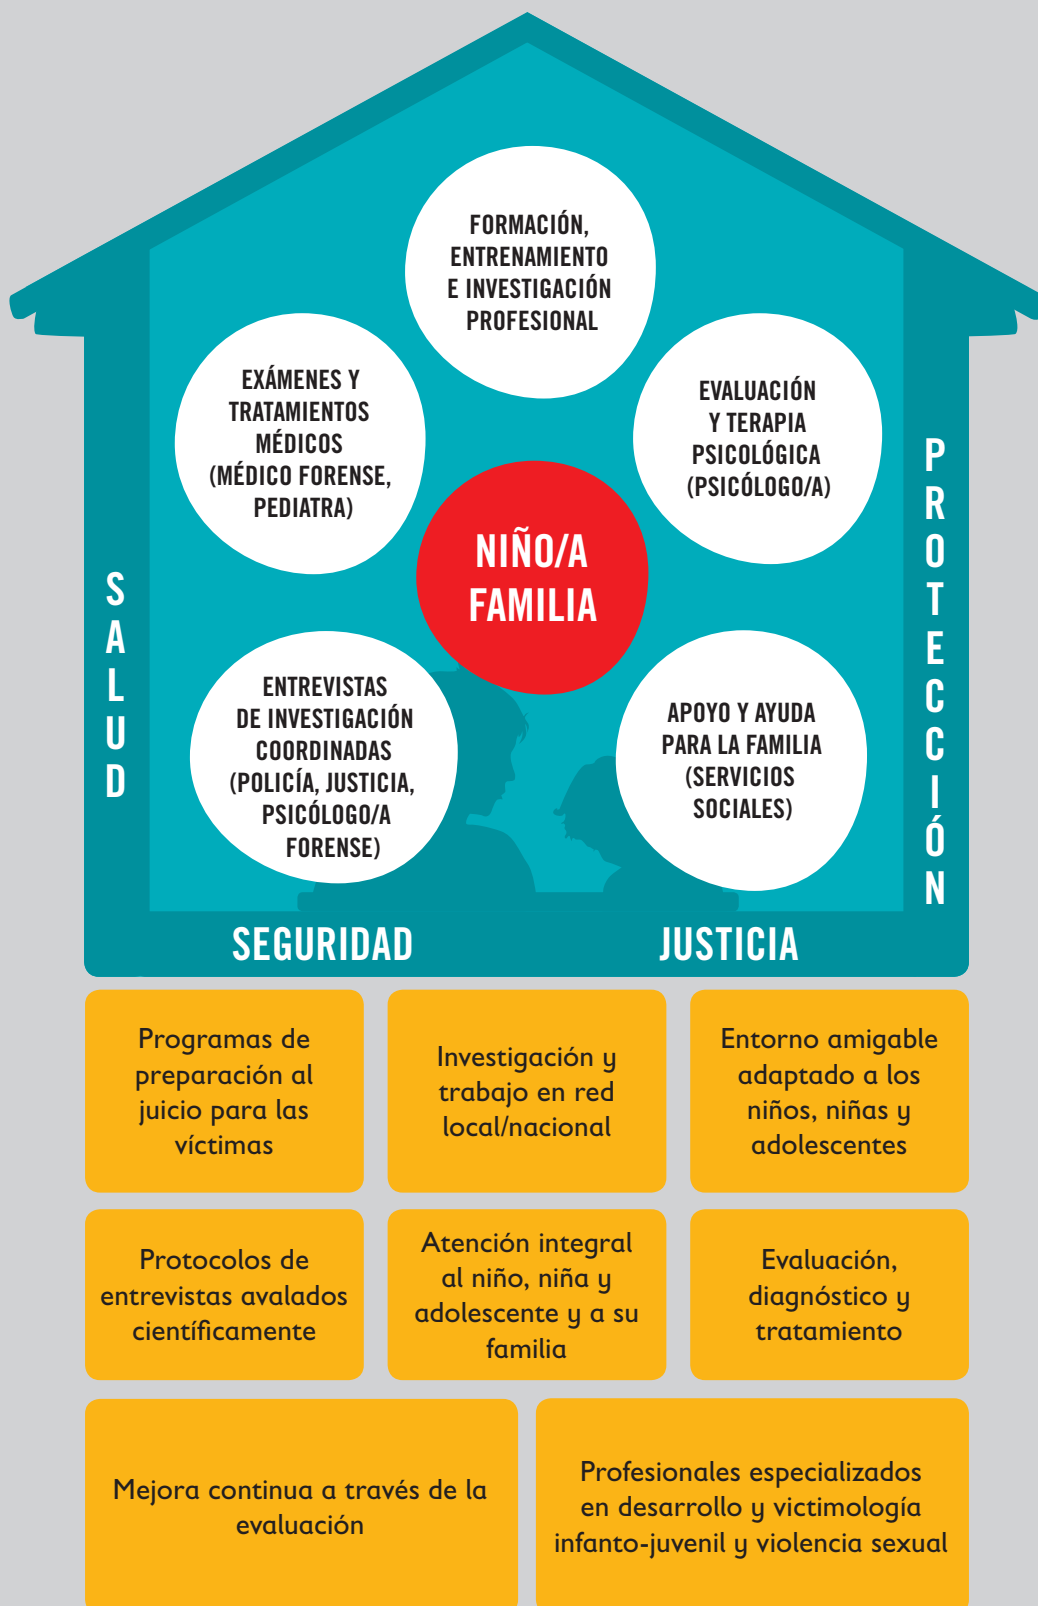 FORMACIÓN,
ENTRENAMIENTO
E INVESTIGACIÓN
PROFESIONAL
EXÁMENES Y
TRATAMIENTOS
MÉDICOS
(MÉDICO FORENSE,
PEDIATRA)
EVALUACIÓN
Y TERAPIA
PSICOLÓGICA
(PSICÓLOGO/A)
NIÑO/A
FAMILIA
ENTREVISTAS
DE INVESTIGACIÓN
COORDINADAS
(POLICÍA, JUSTICIA,
PSICÓLOGO/A
FORENSE)
APOYO Y AYUDA
PARA LA FAMILIA
(SERVICIOS
SOCIALES)
SALUD
PROTECCIÓN
SEGURIDAD
JUSTICIA
Programas de
preparación al
juicio para las
víctimas
Investigación y
trabajo en red
local/nacional
Entorno amigable
adaptado a los
niños, niñas y
adolescentes
Protocolos de
entrevistas avalados
científicamente
Atención integral
al niño, niña y
adolescente y a su
familia
Evaluación,
diagnóstico y
tratamiento
Mejora continua a través de la
evaluación
Profesionales especializados
en desarrollo y victimología
infanto-juvenil y violencia sexual